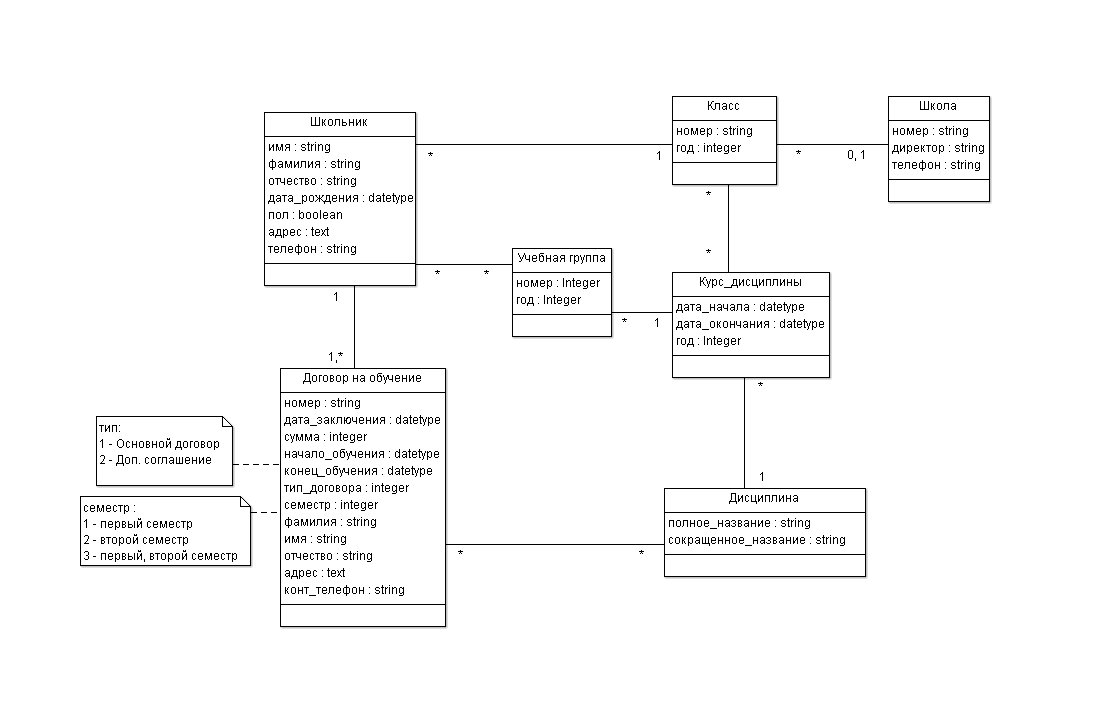 Школьник
имя : string
фамилия : string
отчество : string
дата_рождения : datetype
пол : boolean
адрес : text
телефон : string
Класс
номер : string
год : integer
Школа
номер : string
директор : string
телефон : string
*
1
*
0, 1
*
*
*
*
Учебная группа
номер : Integer
год : Integer
*
1
Курс_дисциплины
дата_начала : datetype
дата_окончания : datetype
год : Integer
1
1,*
*
1
Договор на обучение
номер : string
дата_заключения : datetype
сумма : integer
начало_обучения : datetype
конец_обучения : datetype
тип_договора : integer
семестр : integer
фамилия : string
имя : string
отчество : string
адрес : text
конт_телефон : string
тип:
1 - Основной договор
2 - Доп. соглашение
семестр :
1 - первый семестр
2 - второй семестр
3 - первый, второй семестр
*
*
Дисциплина
полное_название : string
сокращенное_название : string